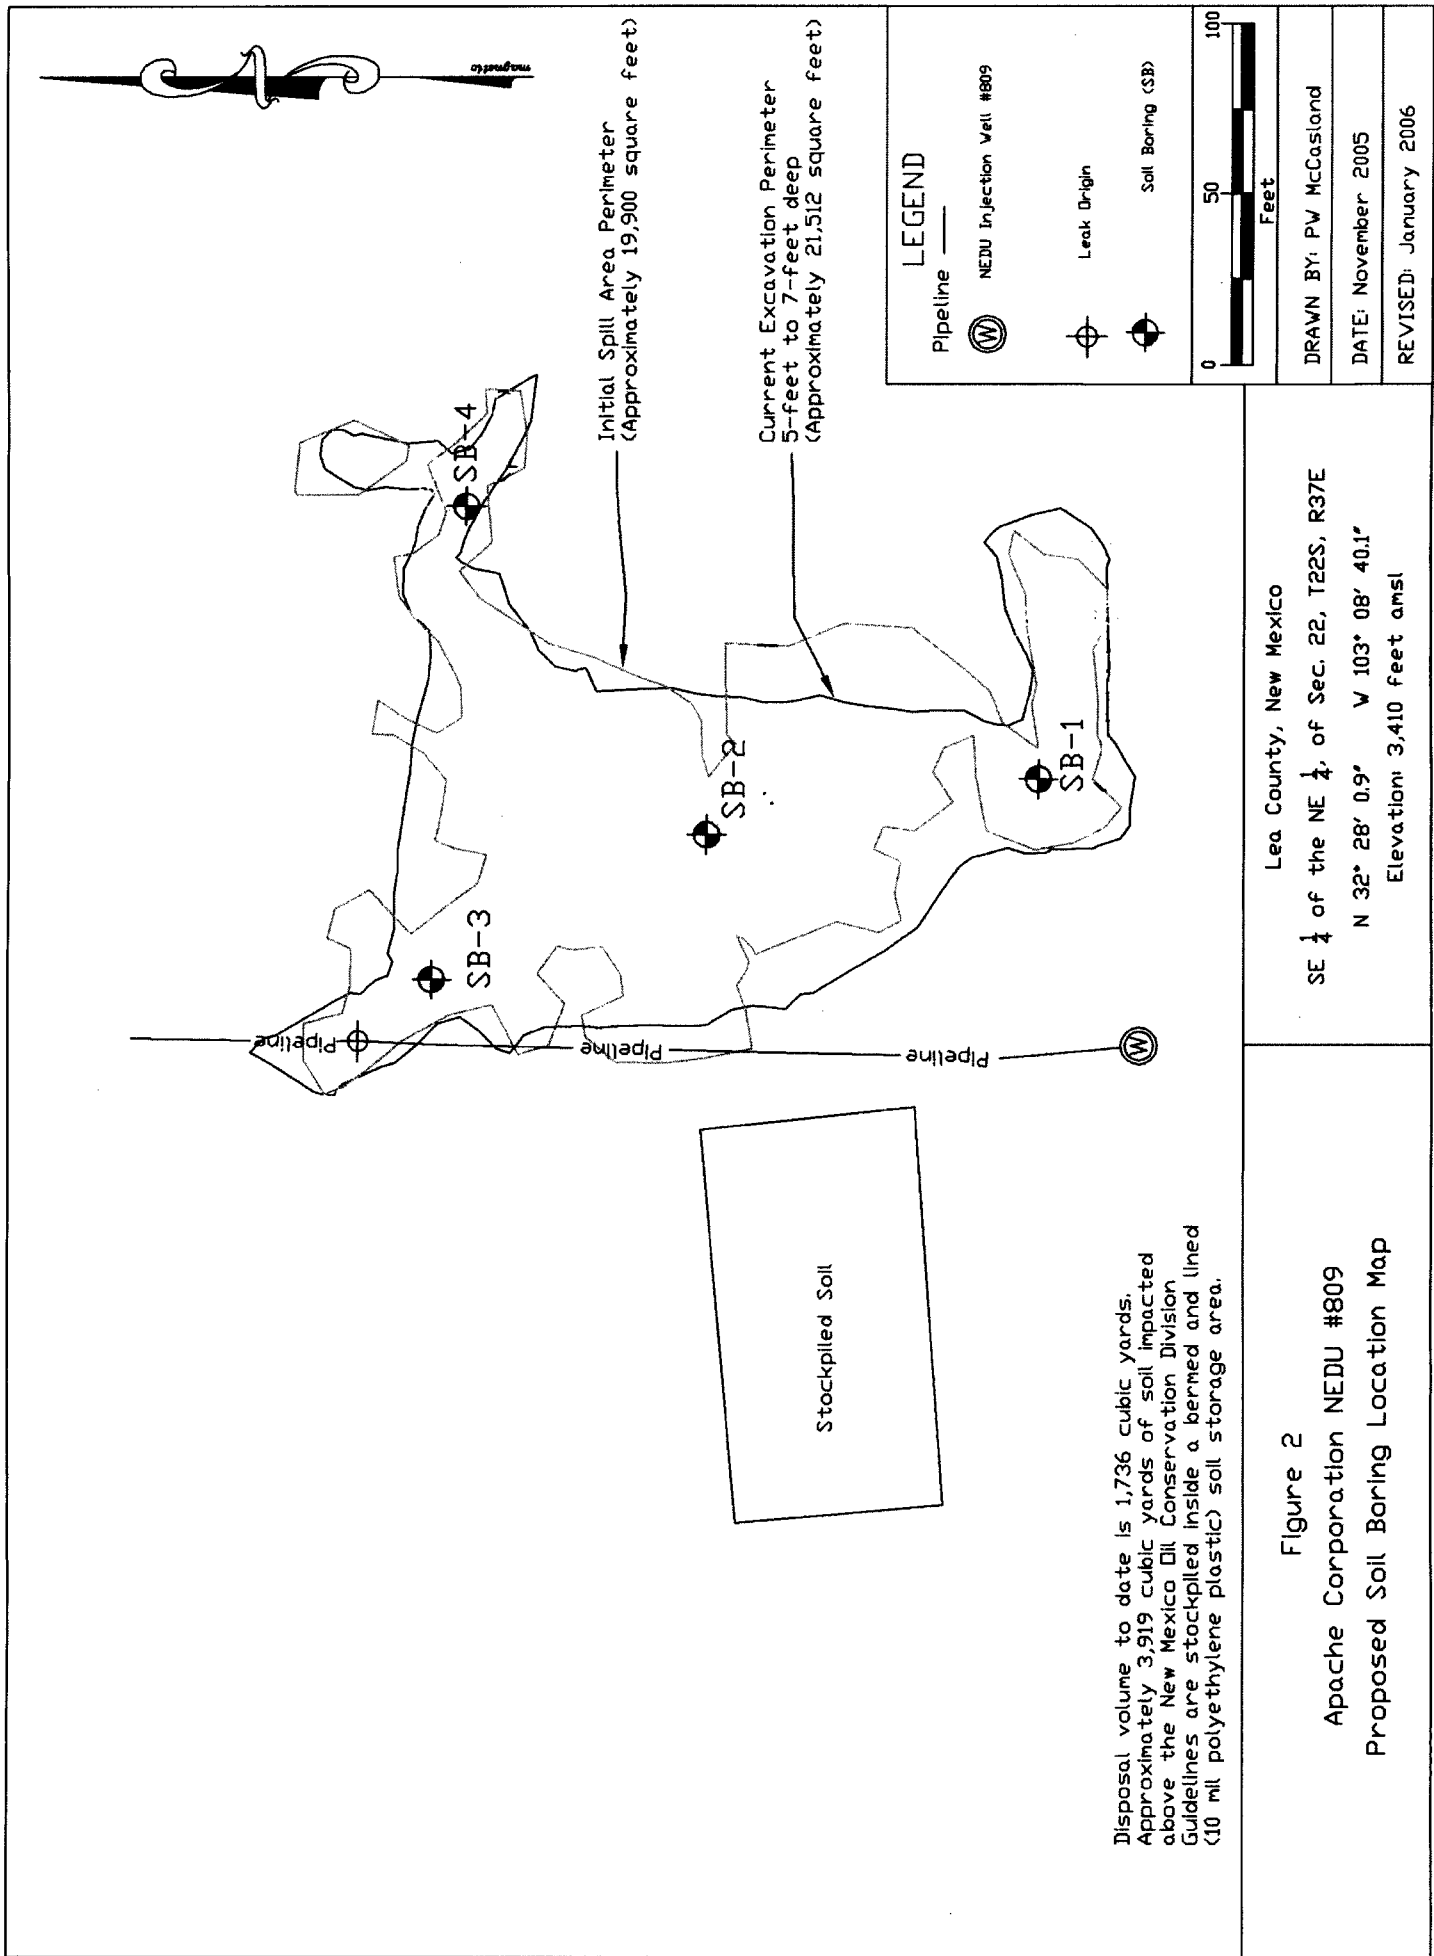 magnetic
Initial Spill Area Perimeter
(Approximately 19,900 square feet)
Current Excavation Perimeter
5-feet to 7-feet deep
(Approximately 21,512 square feet)
SB-4
SB-3
SB-2
SB-1
Pipeline
Pipeline
Pipeline
W
Stockpiled Soil
Disposal volume to date is 1,736 cubic yards.
Approximately 3,919 cubic yards of soil impacted
above the New Mexico Oil Conservation Division
Guidelines are stockpiled inside a bermed and lined
(10 mil polyethylene plastic) soil storage area.
LEGEND
Pipeline
W NEDU Injection Well #809
Leak Origin
Soil Boring (SB)
0 50 100
Feet
Figure 2
Apache Corporation NEDU #809
Proposed Soil Boring Location Map
Lea County, New Mexico
SE 1/4 of the NE 1/4, of Sec. 22, T22S, R37E
N 32° 28' 0.9" W 103° 08' 40.1"
Elevation: 3,410 feet amsl
DRAWN BY: PW McCasland
DATE: November 2005
REVISED: January 2006